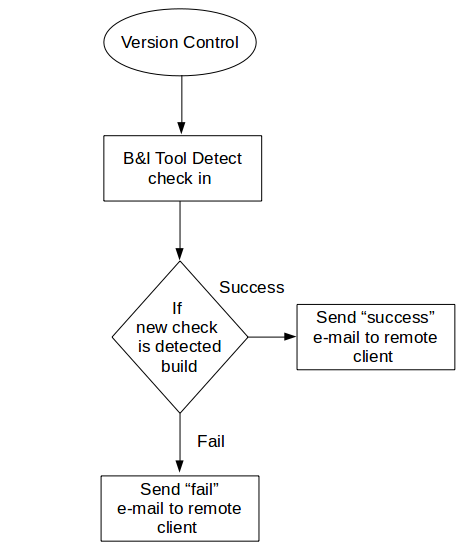 Version Control
B&I Tool Detect
check in
Success
If
new check
is detected
build
Send “success”
e-mail to remote
client
Fail
Send “fail”
e-mail to remote
client